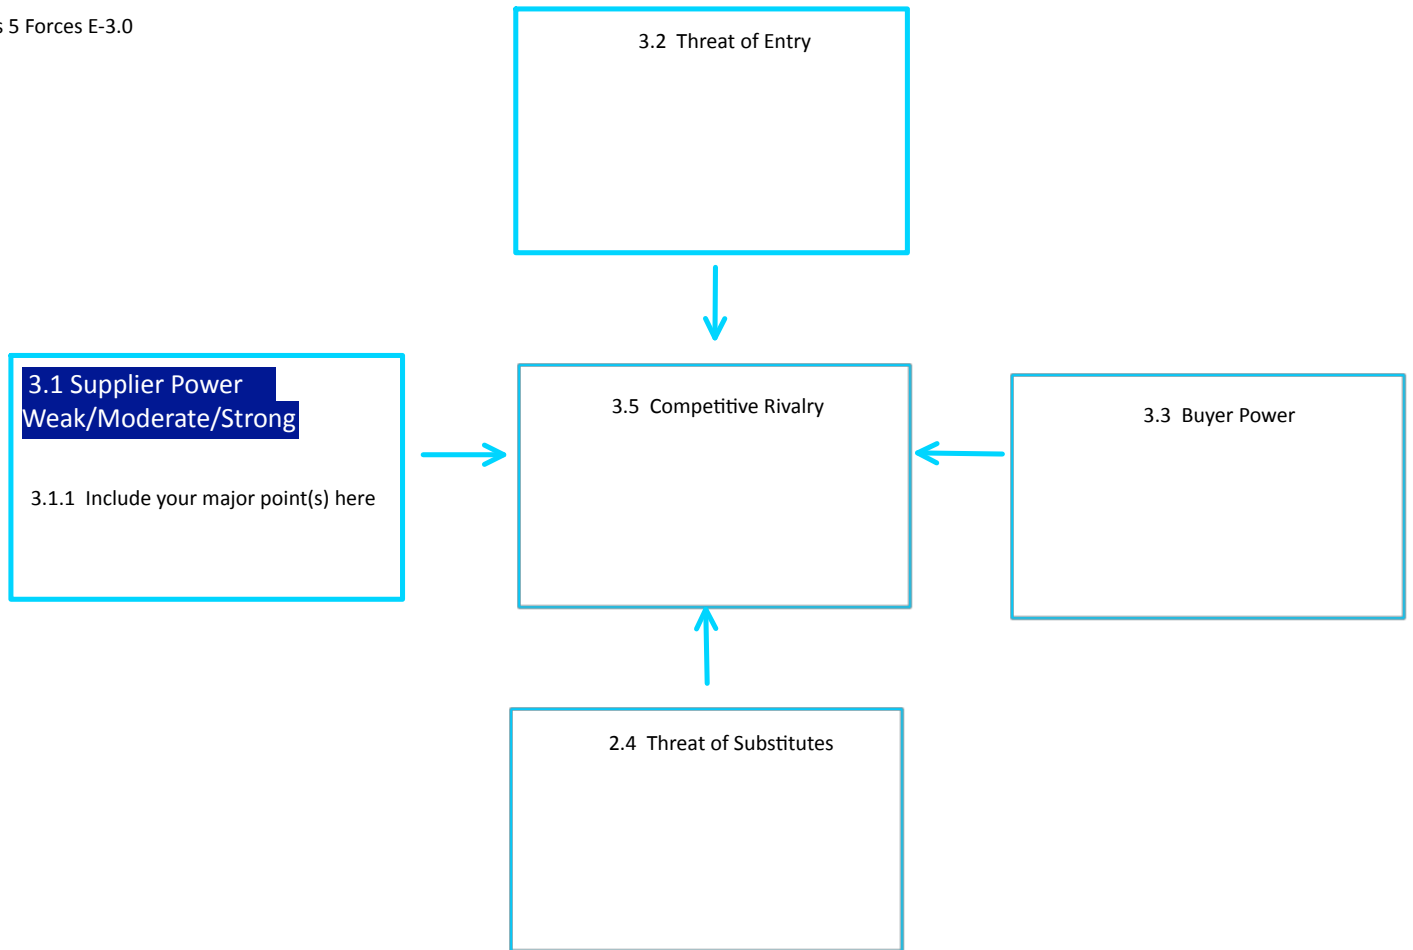 s 5 Forces E-3.0
3.2 Threat of Entry
3.1 Supplier Power
Weak/Moderate/Strong
3.1.1 Include your major point(s) here
3.5 Competitive Rivalry
3.3 Buyer Power
2.4 Threat of Substitutes